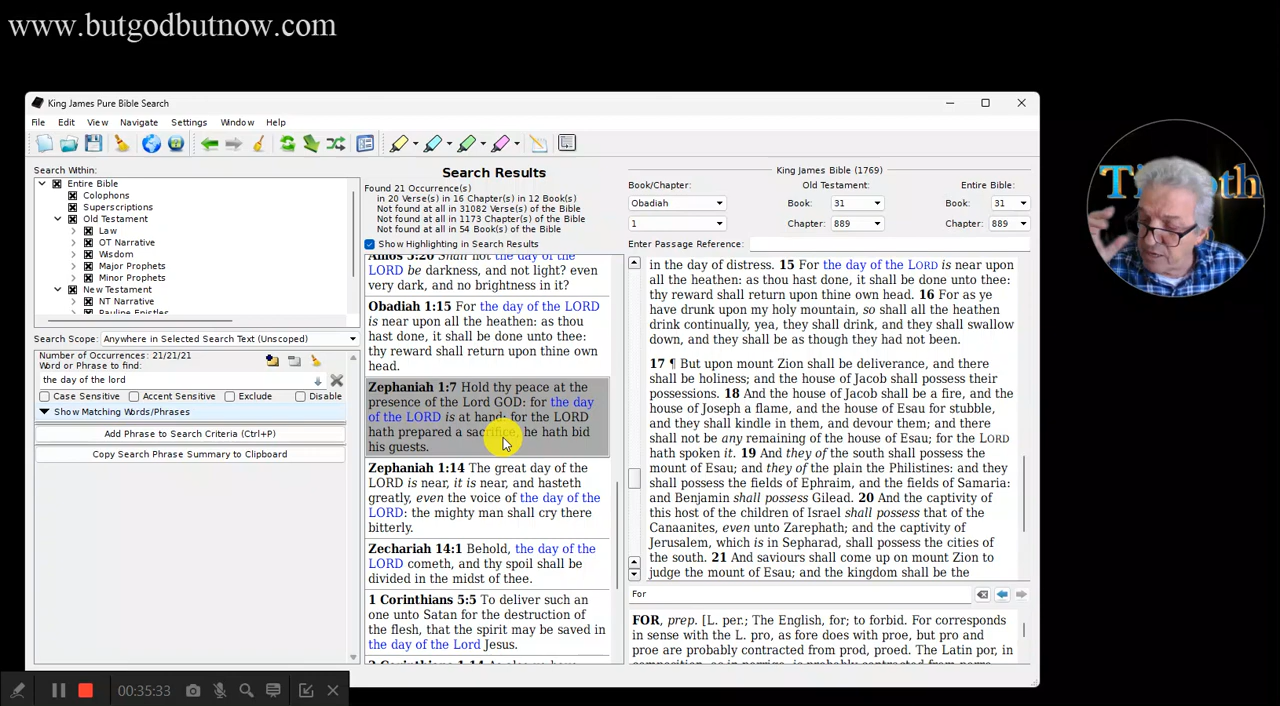 www.butgodbutnow.com
King James Pure Bible Search
File Edit View Navigate Settings Window Help
Search Within:
Entire Bible
Colophons
Superscriptions
Old Testament
Law
OT Narrative
Wisdom
Major Prophets
Minor Prophets
New Testament
NT Narrative
Pauline Epistles
Search Scope: Anywhere in Selected Search Text (Unscoped)
Number of Occurrences: 21/21/21
Word or Phrase to find:
the day of the lord
Case Sensitive Accent Sensitive Exclude Disable
Show Matching Words/Phrases
Add Phrase to Search Criteria (Ctrl+P)
Copy Search Phrase Summary to Clipboard
Search Results
Found 21 Occurrence(s)
in 20 Verse(s) in 16 Chapter(s) in 12 Book(s)
Not found at all in 31082 Verse(s) of the Bible
Not found at all in 1173 Chapter(s) of the Bible
Not found at all in 54 Book(s) of the Bible
Show Highlighting in Search Results
Amos 5:20 Shall not the day of the
LORD be darkness, and not light? even
very dark, and no brightness in it?
Obadiah 1:15 For the day of the LORD
is near upon all the heathen: as thou
hast done, it shall be done unto thee:
thy reward shall return upon thine own
head.
Zephaniah 1:7 Hold thy peace at the
presence of the Lord GOD: for the day
of the LORD is at hand: for the LORD
hath prepared a sacrifice, he hath bid
his guests.
Zephaniah 1:14 The great day of the
LORD is near, it is near, and hasteth
greatly, even the voice of the day of the
LORD: the mighty man shall cry there
bitterly.
Zechariah 14:1 Behold, the day of the
LORD cometh, and thy spoil shall be
divided in the midst of thee.
1 Corinthians 5:5 To deliver such an
one unto Satan for the destruction of
the flesh, that the spirit may be saved in
the day of the Lord Jesus.
King James Bible (1769)
Book/Chapter: Old Testament: Entire Bible:
Obadiah Book: 31 Book: 31
1 Chapter: 889 Chapter: 889
Enter Passage Reference:
in the day of distress. 15 For the day of the LORD is near upon
all the heathen: as thou hast done, it shall be done unto thee:
thy reward shall return upon thine own head. 16 For as ye
have drunk upon my holy mountain, so shall all the heathen
drink continually, yea, they shall drink, and they shall swallow
down, and they shall be as though they had not been.
17 ¶ But upon mount Zion shall be deliverance, and there
shall be holiness; and the house of Jacob shall possess their
possessions. 18 And the house of Jacob shall be a fire, and the
house of Joseph a flame, and the house of Esau for stubble,
and they shall kindle in them, and devour them; and there
shall not be any remaining of the house of Esau; for the LORD
hath spoken it. 19 And they of the south shall possess the
mount of Esau; and they of the plain the Philistines: and they
shall possess the fields of Ephraim, and the fields of Samaria:
and Benjamin shall possess Gilead. 20 And the captivity of
this host of the children of Israel shall possess that of the
Canaanites, even unto Zarephath; and the captivity of
Jerusalem, which is in Sepharad, shall possess the cities of
the south. 21 And saviours shall come up on mount Zion to
judge the mount of Esau; and the kingdom shall be the
For
FOR, prep. [L. per.; The English, for; to forbid. For corresponds
in sense with the L. pro, as fore does with proe, but pro and
proe are probably contracted from prod, proed. The Latin por, in
00:35:33